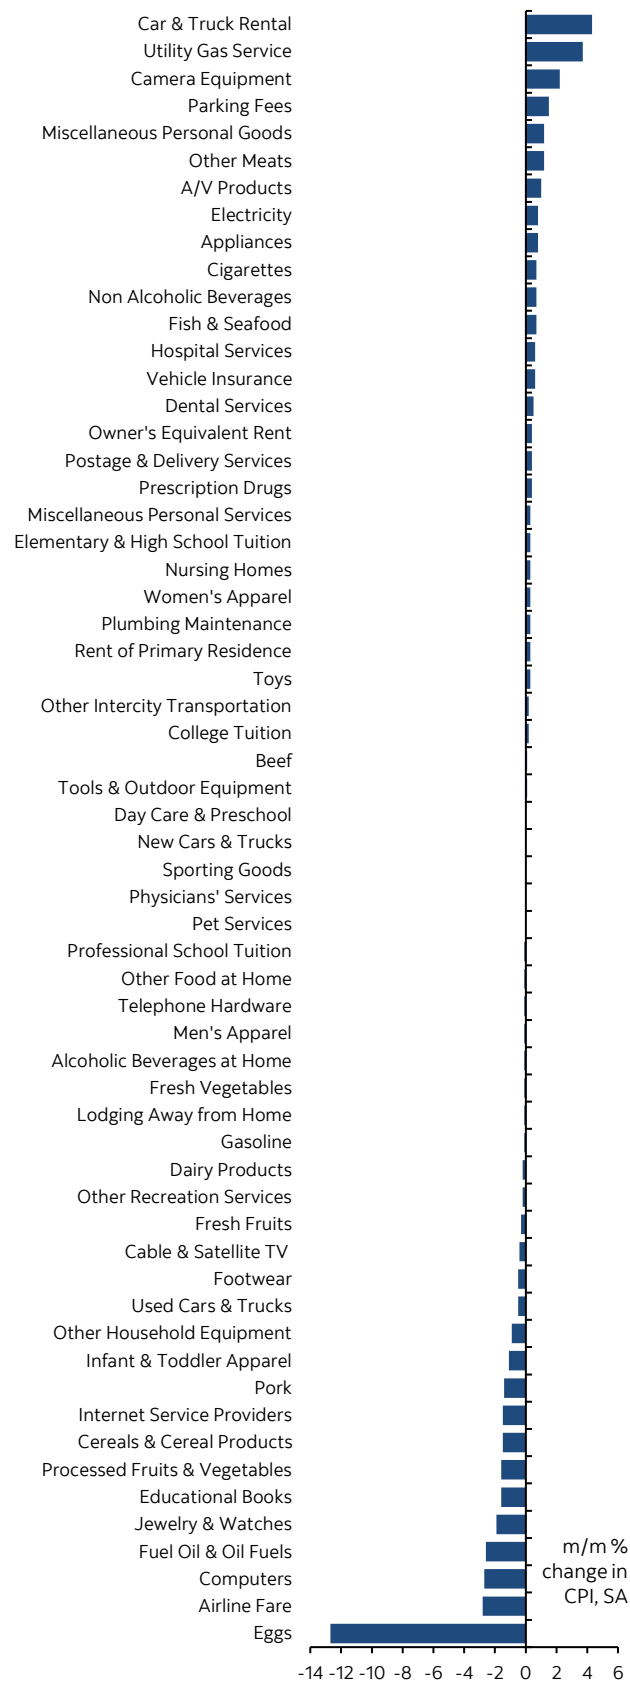 Car & Truck Rental
Utility Gas Service
Camera Equipment
Parking Fees
Miscellaneous Personal Goods
Other Meats
A/V Products
Electricity
Appliances
Cigarettes
Non Alcoholic Beverages
Fish & Seafood
Hospital Services
Vehicle Insurance
Dental Services
Owner's Equivalent Rent
Postage & Delivery Services
Prescription Drugs
Miscellaneous Personal Services
Elementary & High School Tuition
Nursing Homes
Women's Apparel
Plumbing Maintenance
Rent of Primary Residence
Toys
Other Intercity Transportation
College Tuition
Beef
Tools & Outdoor Equipment
Day Care & Preschool
New Cars & Trucks
Sporting Goods
Physicians' Services
Pet Services
Professional School Tuition
Other Food at Home
Telephone Hardware
Men's Apparel
Alcoholic Beverages at Home
Fresh Vegetables
Lodging Away from Home
Gasoline
Dairy Products
Other Recreation Services
Fresh Fruits
Cable & Satellite TV
Footwear
Used Cars & Trucks
Other Household Equipment
Infant & Toddler Apparel
Pork
Internet Service Providers
Cereals & Cereal Products
Processed Fruits & Vegetables
Educational Books
Jewelry & Watches
Fuel Oil & Oil Fuels
Computers
Airline Fare
Eggs
m/m %
change in
CPI, SA
-14 -12 -10 -8 -6 -4 -2 0 2 4 6